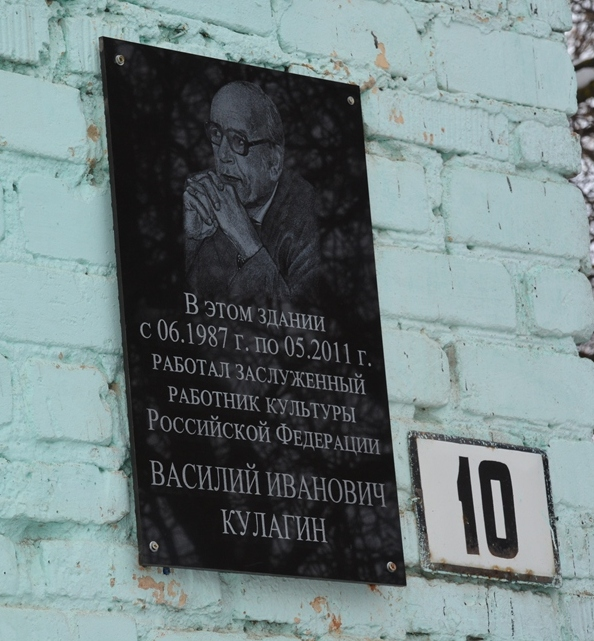 В этом здании
с 06.1987 г. по 05.2011 г.
работал заслуженный
работник культуры
Российской Федерации
ВАСИЛИЙ ИВАНОВИЧ
КУЛАГИН
10